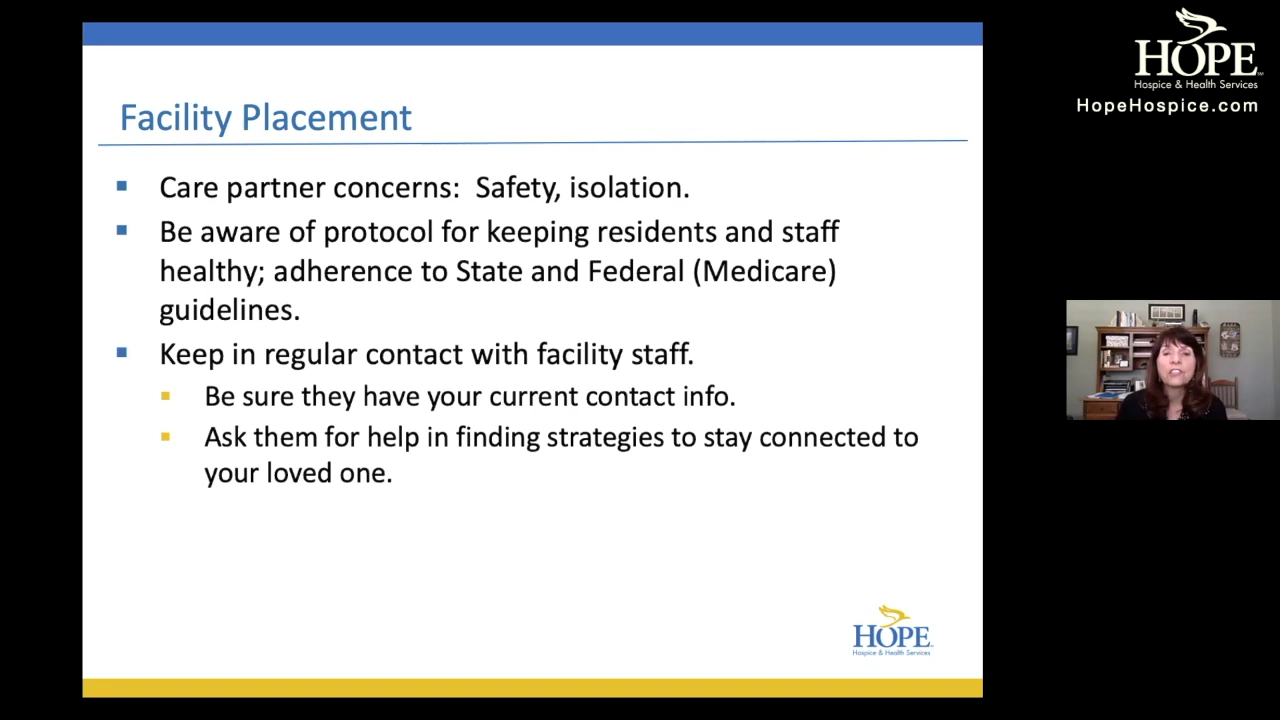 Facility Placement
Care partner concerns: Safety, isolation.
Be aware of protocol for keeping residents and staff
healthy; adherence to State and Federal (Medicare)
guidelines.
Keep in regular contact with facility staff.
Be sure they have your current contact info.
Ask them for help in finding strategies to stay connected to
your loved one.
HOPE
Hospice & Health Services
HOPE
Hospice & Health Services
HopeHospice.com